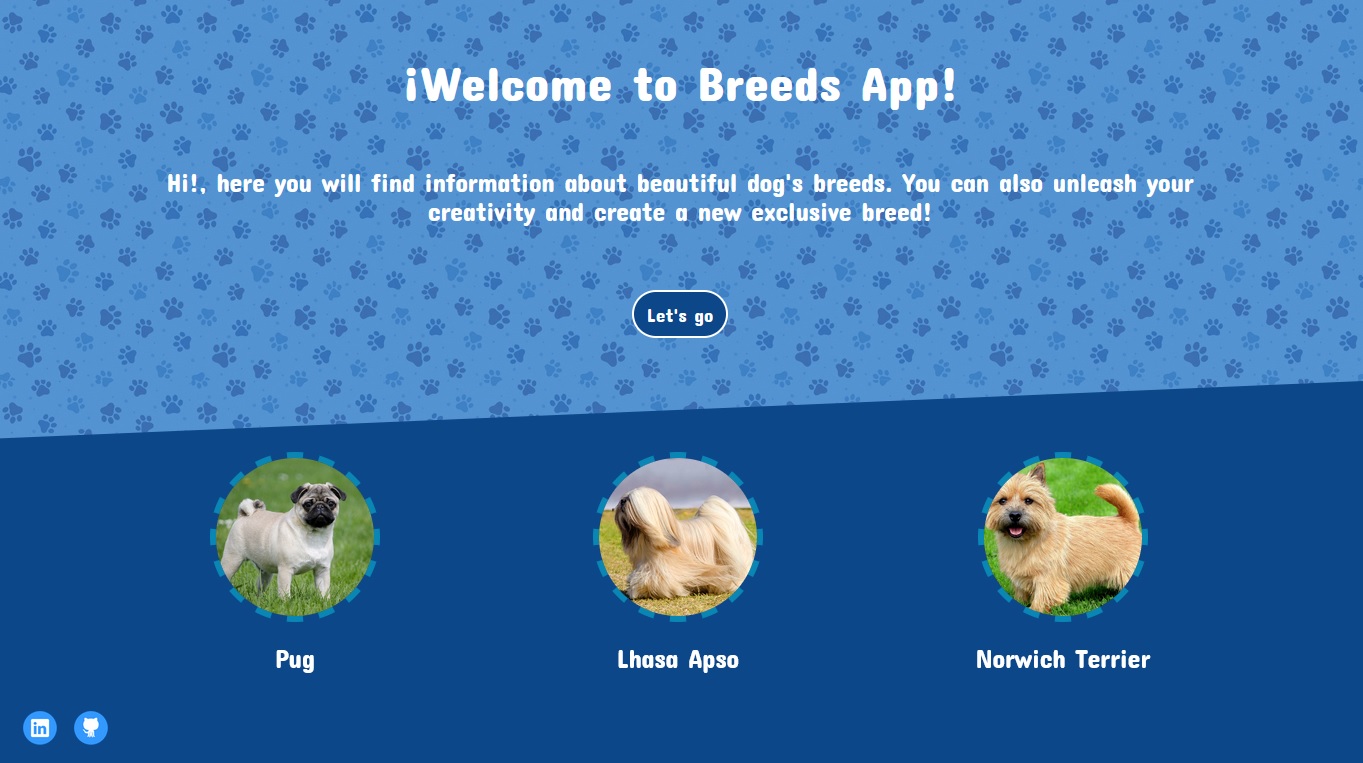 ¡Welcome to Breeds App!
Hi!, here you will find information about beautiful dog's breeds. You can also unleash your
creativity and create a new exclusive breed!
Let's go
Pug
Lhasa Apso
Norwich Terrier
in